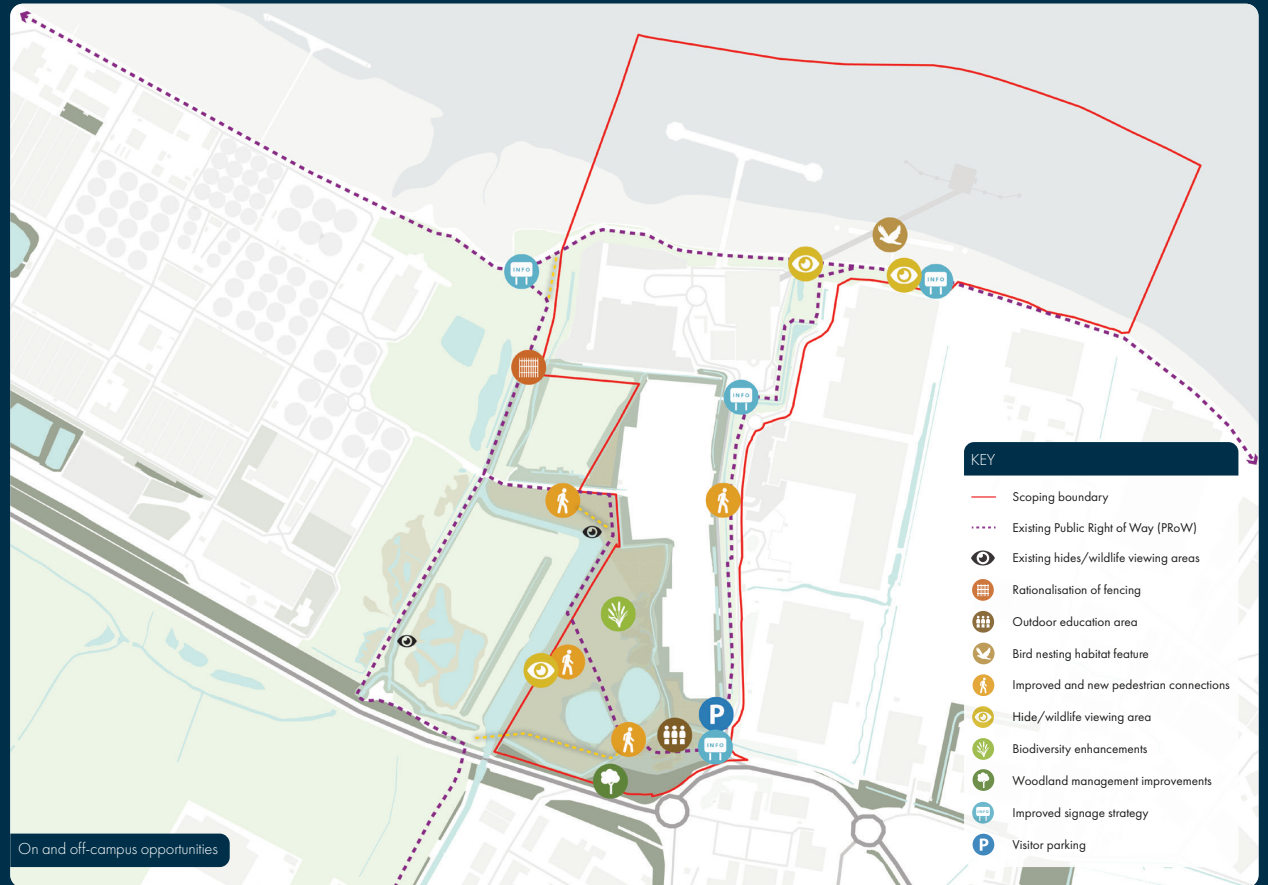 INFO
INFO
INFO
P
INFO
KEY
Scoping boundary
Existing Public Right of Way (PRoW)
Existing hides/wildlife viewing areas
Rationalisation of fencing
Outdoor education area
Bird nesting habitat feature
Improved and new pedestrian connections
Hide/wildlife viewing area
Biodiversity enhancements
Woodland management improvements
INFO Improved signage strategy
P Visitor parking
On and off-campus opportunities